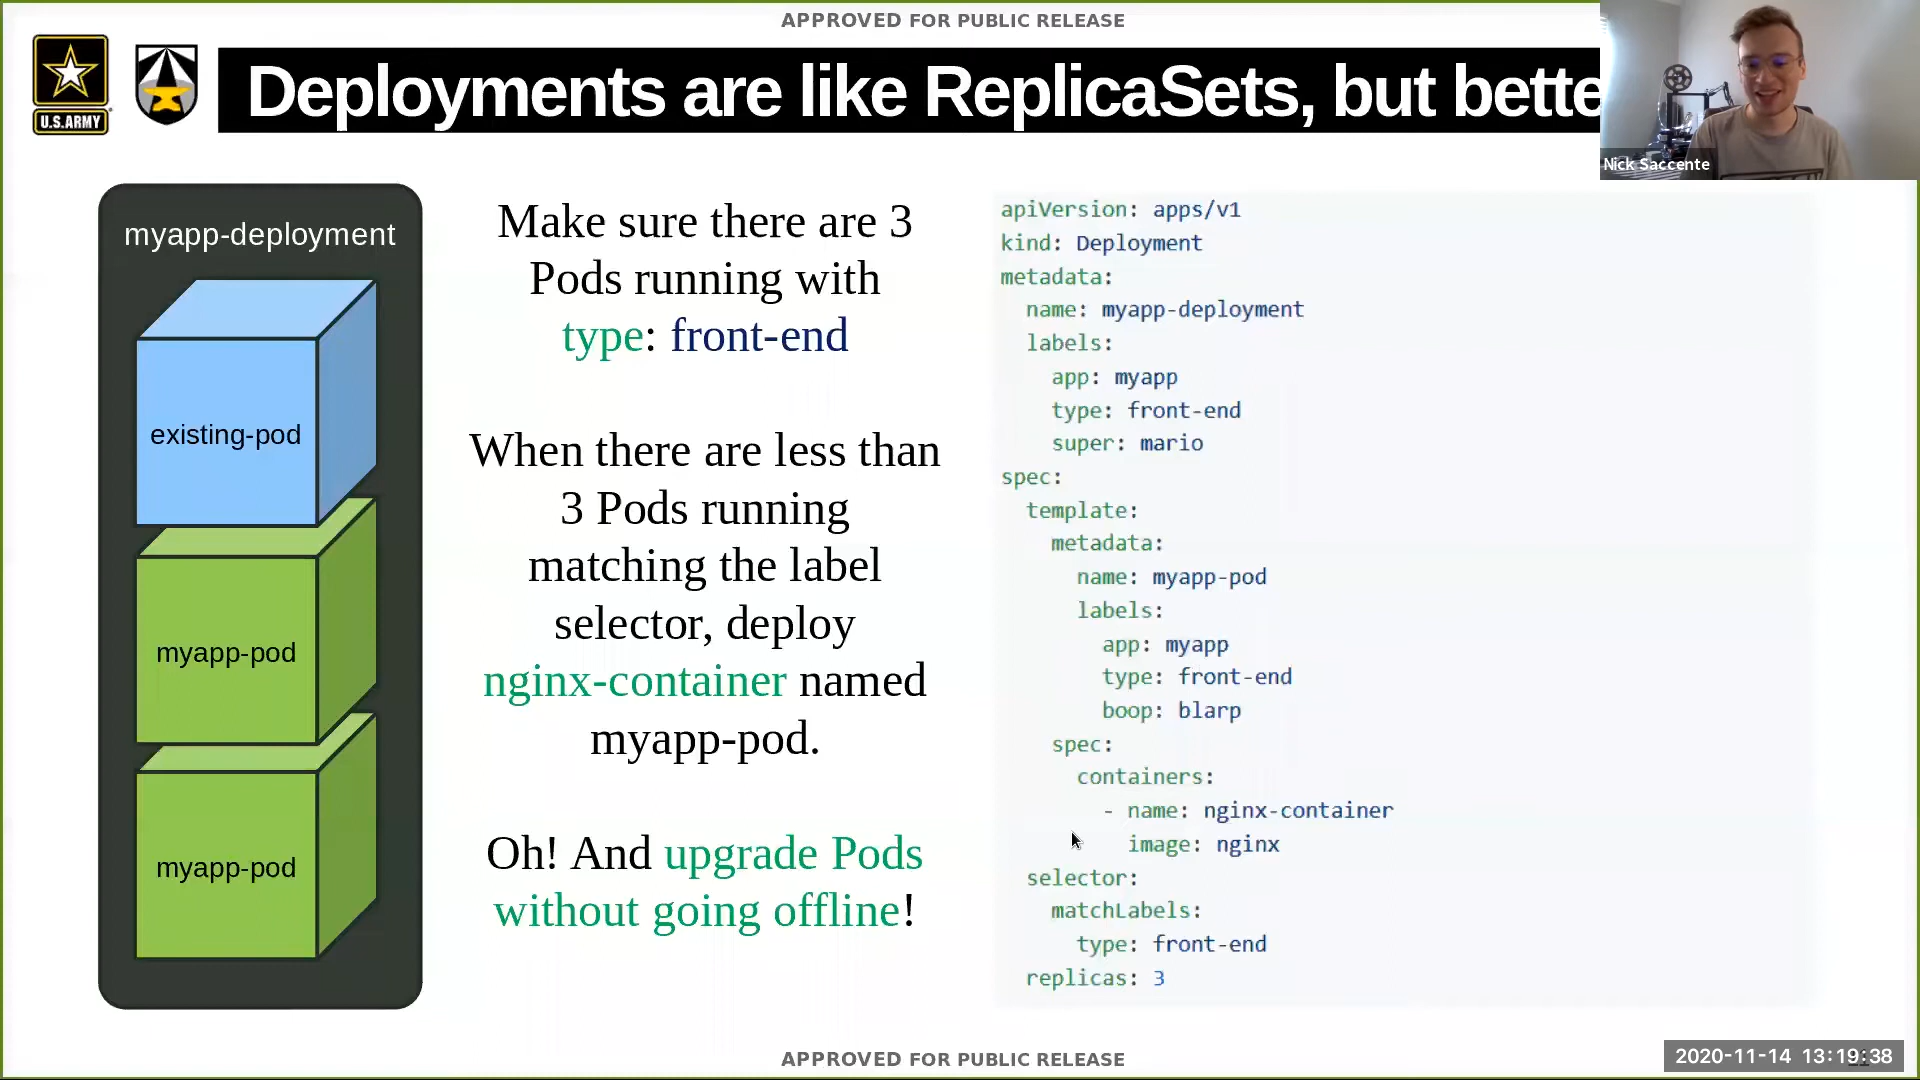 APPROVED FOR PUBLIC RELEASE
U.S.ARMY
Deployments are like ReplicaSets, but bette
Nick Saccente
myapp-deployment
existing-pod
myapp-pod
myapp-pod
Make sure there are 3
Pods running with
type: front-end
When there are less than
3 Pods running
matching the label
selector, deploy
nginx-container named
myapp-pod.
Oh! And upgrade Pods
without going offline!
apiVersion: apps/v1
kind: Deployment
metadata:
  name: myapp-deployment
  labels:
    app: myapp
    type: front-end
    super: mario
spec:
  template:
    metadata:
      name: myapp-pod
      labels:
        app: myapp
        type: front-end
        boop: blarp
    spec:
      containers:
        - name: nginx-container
          image: nginx
  selector:
    matchLabels:
      type: front-end
  replicas: 3
APPROVED FOR PUBLIC RELEASE
2020-11-14 13:19:38